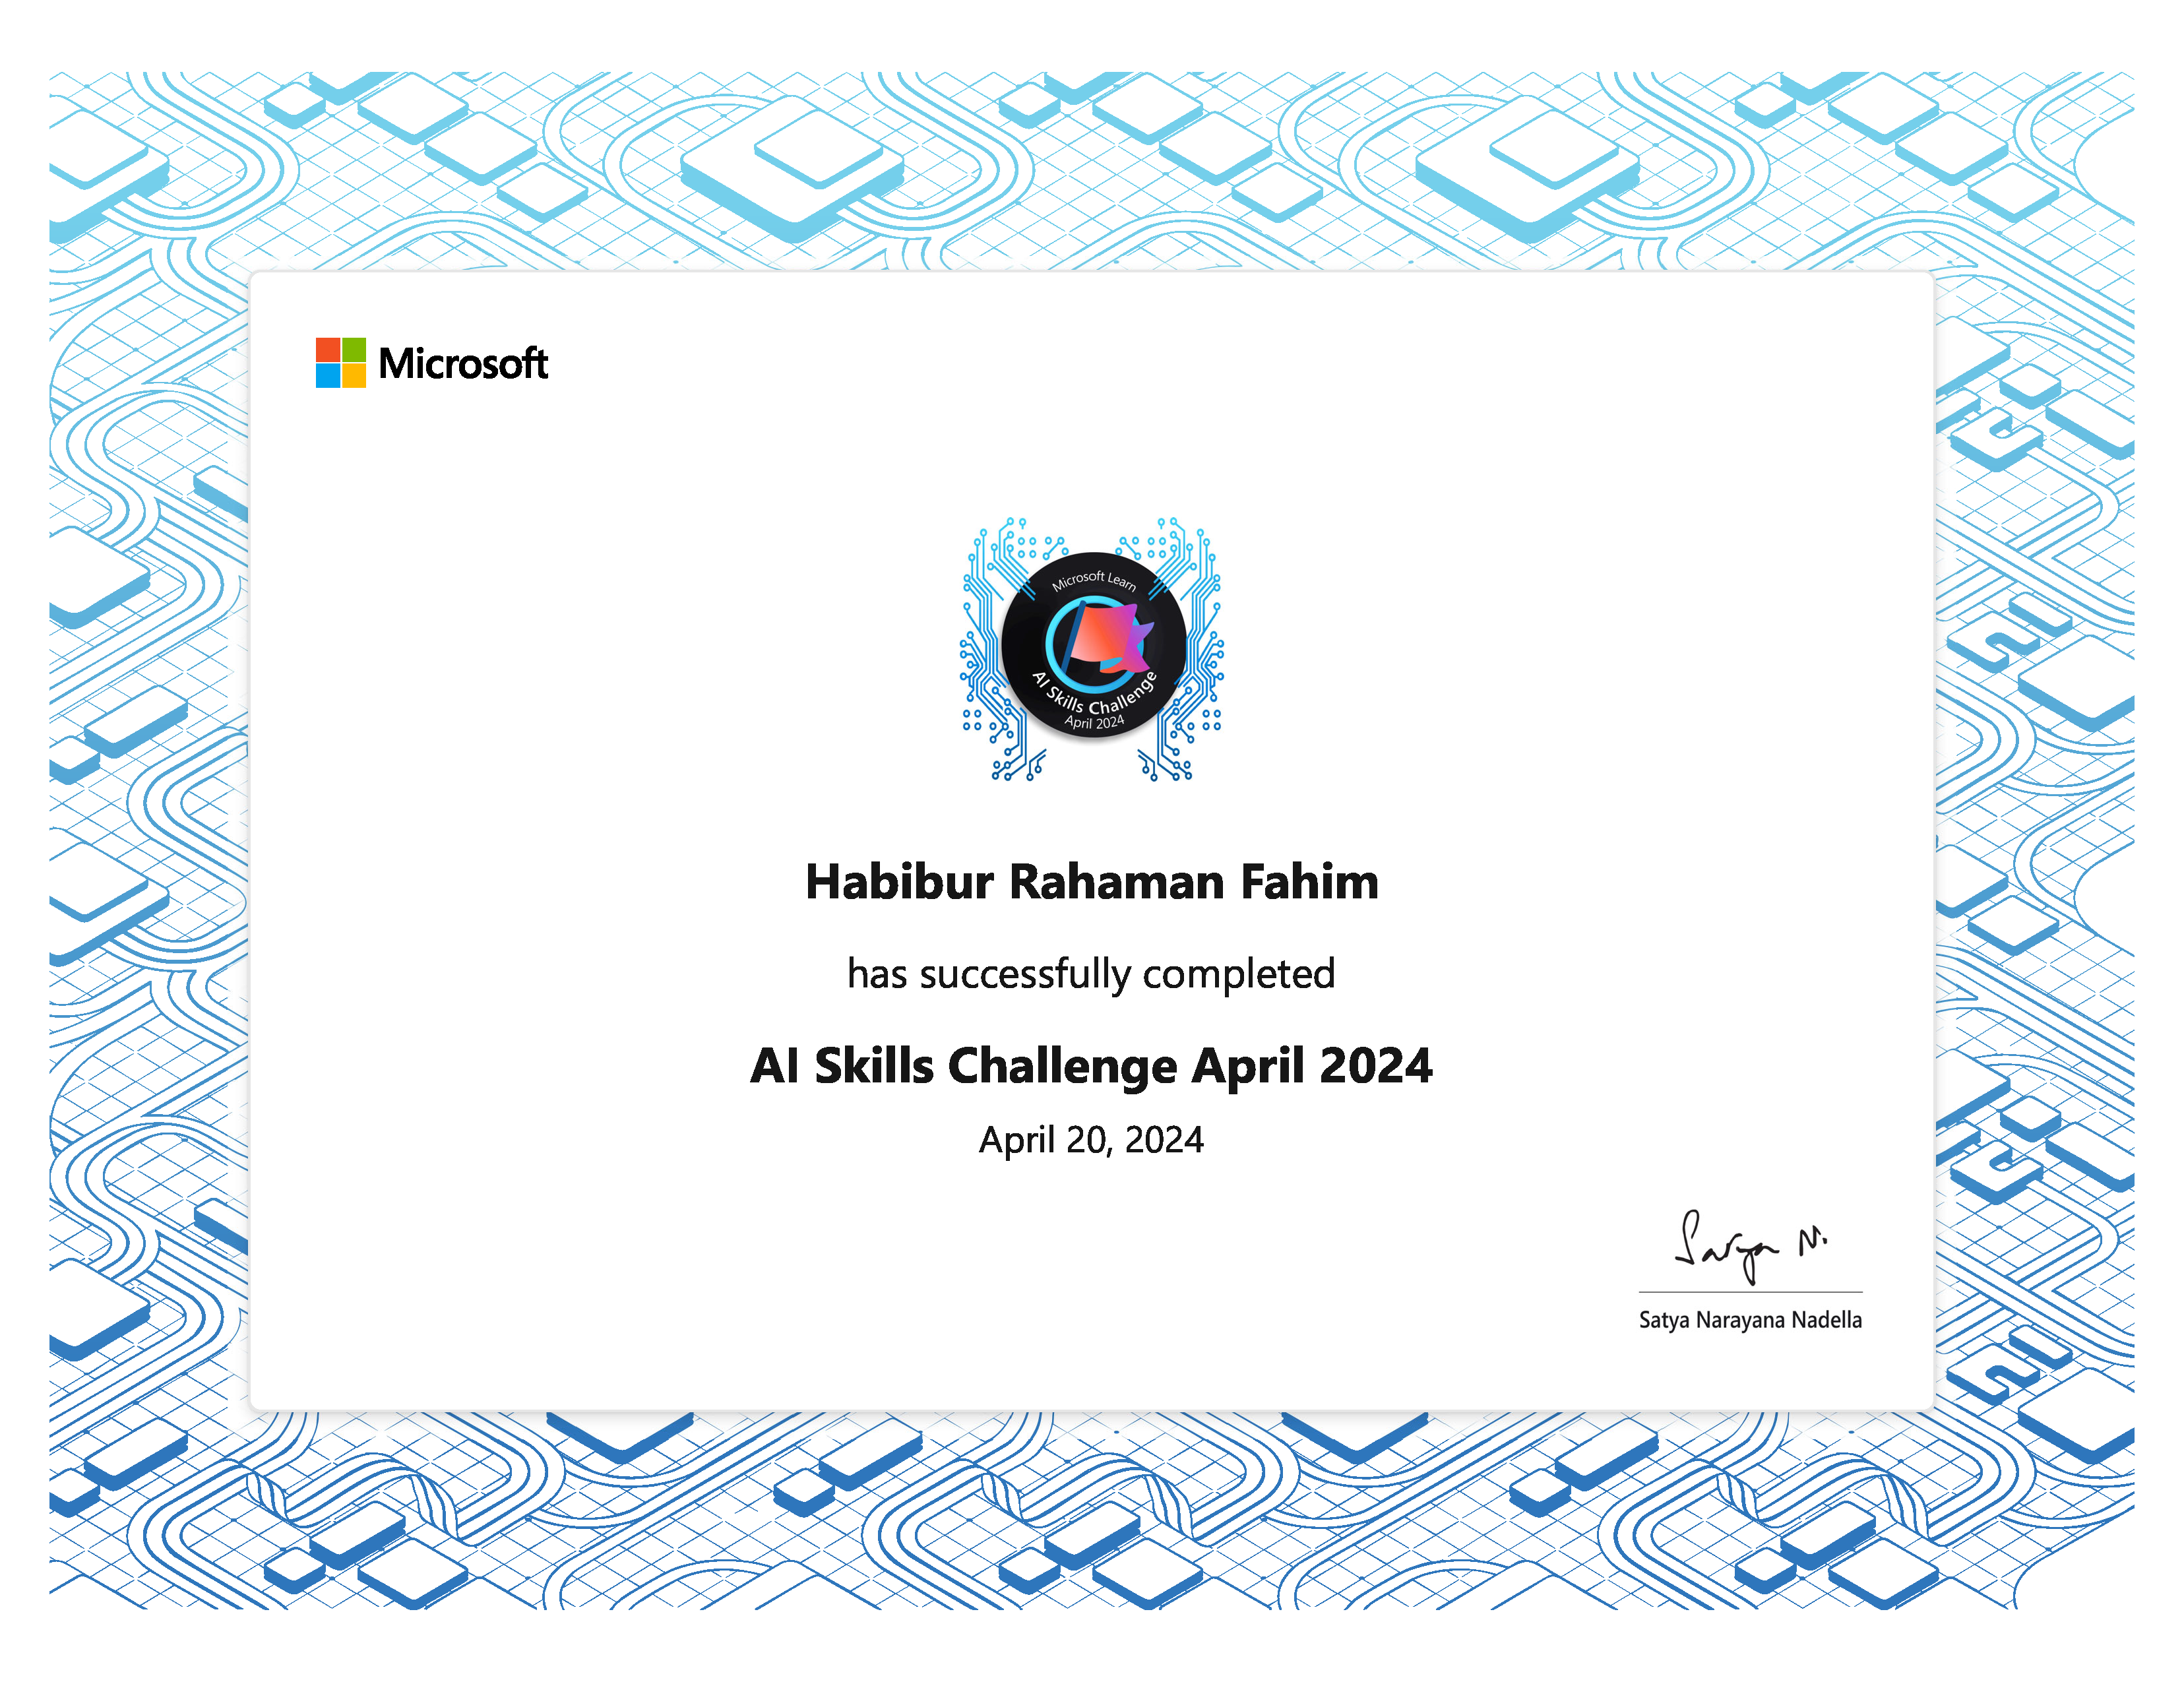 Microsoft
Microsoft Learn
AI Skills Challenge
April 2024
Habibur Rahaman Fahim
has successfully completed
AI Skills Challenge April 2024
April 20, 2024
Satya N.
Satya Narayana Nadella